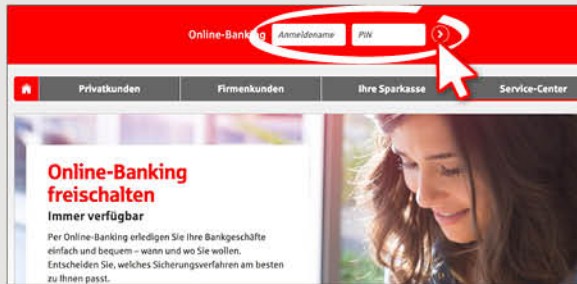 Online-Banking Anmeldename PIN
Privatkunden Firmenkunden Ihre Sparkasse Service-Center
Online-Banking
freischalten
Immer verfügbar
Per Online-Banking erledigen Sie Ihre Bankgeschäfte
einfach und bequem – wann und wo Sie wollen.
Entscheiden Sie, welches Sicherungsverfahren am besten
zu Ihnen passt.